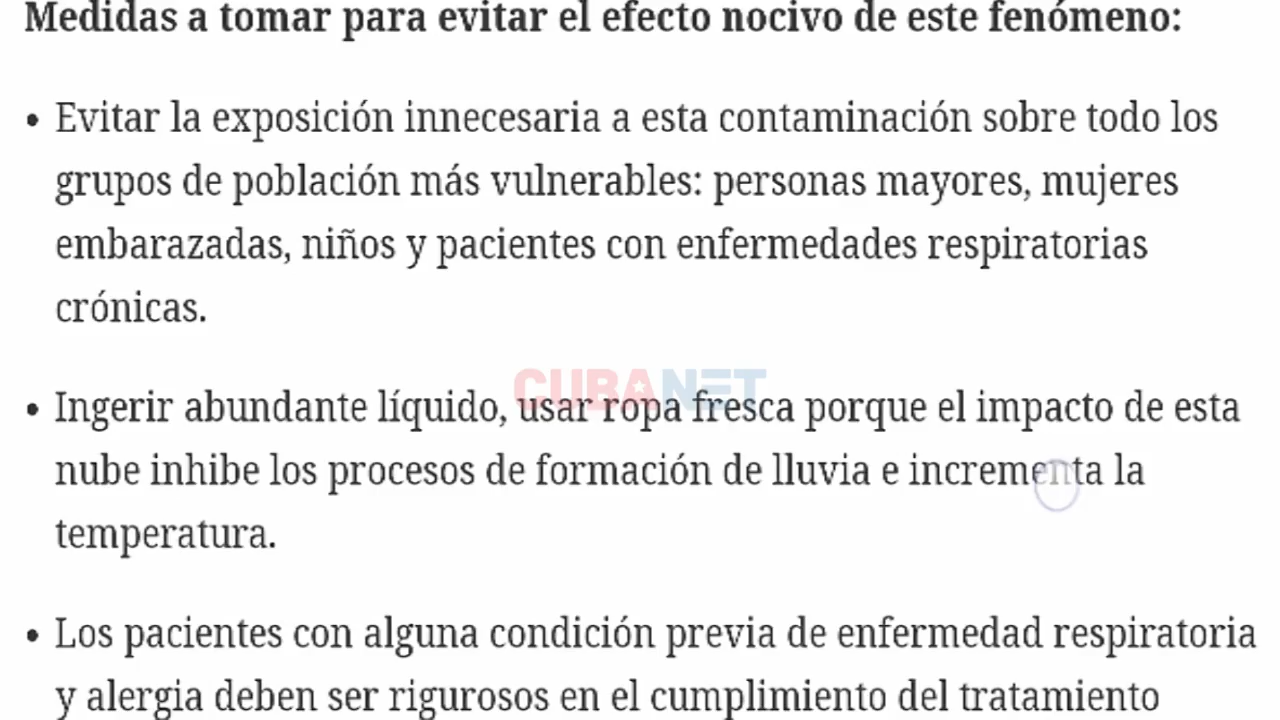 Medidas a tomar para evitar el efecto nocivo de este fenómeno:
• Evitar la exposición innecesaria a esta contaminación sobre todo los
grupos de población más vulnerables: personas mayores, mujeres
embarazadas, niños y pacientes con enfermedades respiratorias
crónicas.
CUBANET
• Ingerir abundante líquido, usar ropa fresca porque el impacto de esta
nube inhibe los procesos de formación de lluvia e incrementa la
temperatura.
• Los pacientes con alguna condición previa de enfermedad respiratoria
y alergia deben ser rigurosos en el cumplimiento del tratamiento